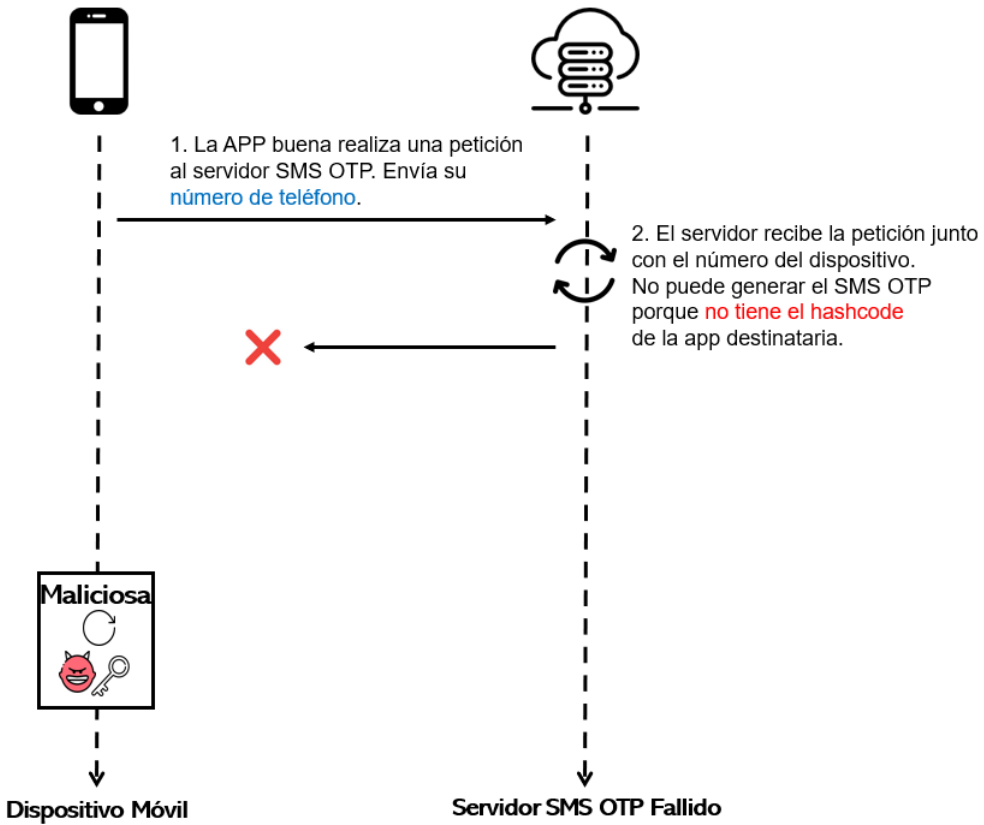 1. La APP buena realiza una petición
al servidor SMS OTP. Envía su
número de teléfono.
2. El servidor recibe la petición junto
con el número del dispositivo.
No puede generar el SMS OTP
porque no tiene el hashcode
de la app destinataria.
Maliciosa
Dispositivo Móvil
Servidor SMS OTP Fallido